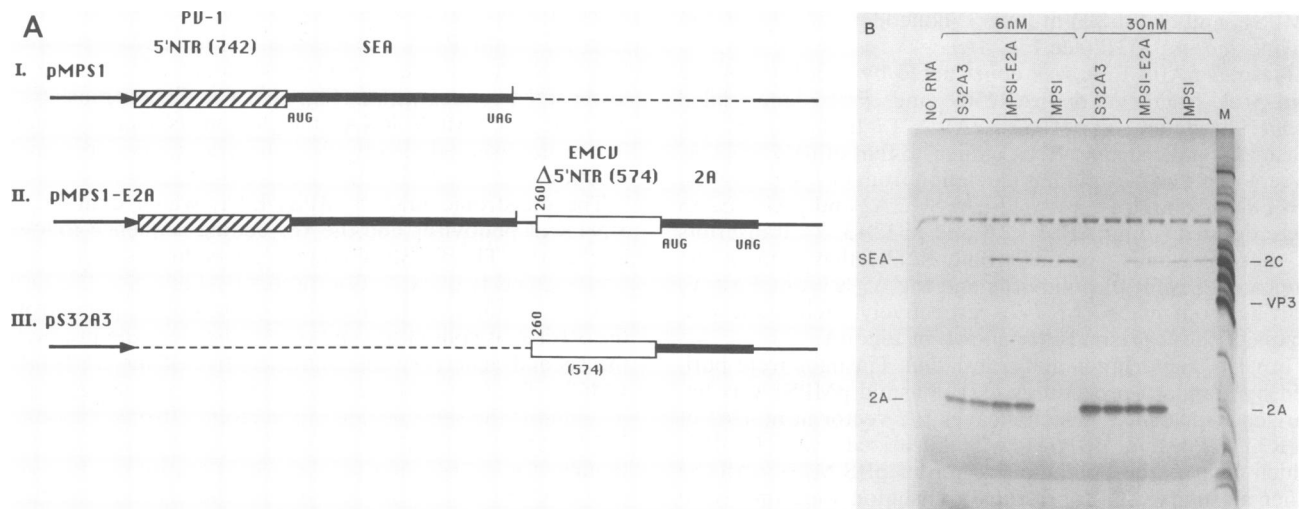 A
PV-1
5'NTR (742)
SEA
I. pMPS1
AUG
UAG
EMCV
Δ5'NTR (574)
2A
260
II. pMPS1-E2A
AUG
UAG
III. pS32A3
260
(574)
B
6nM
30nM
NO RNA
S32A3
MPSI-E2A
MPSI
S32A3
MPSI-E2A
MPSI
M
SEA–
–2C
–VP3
2A–
–2A